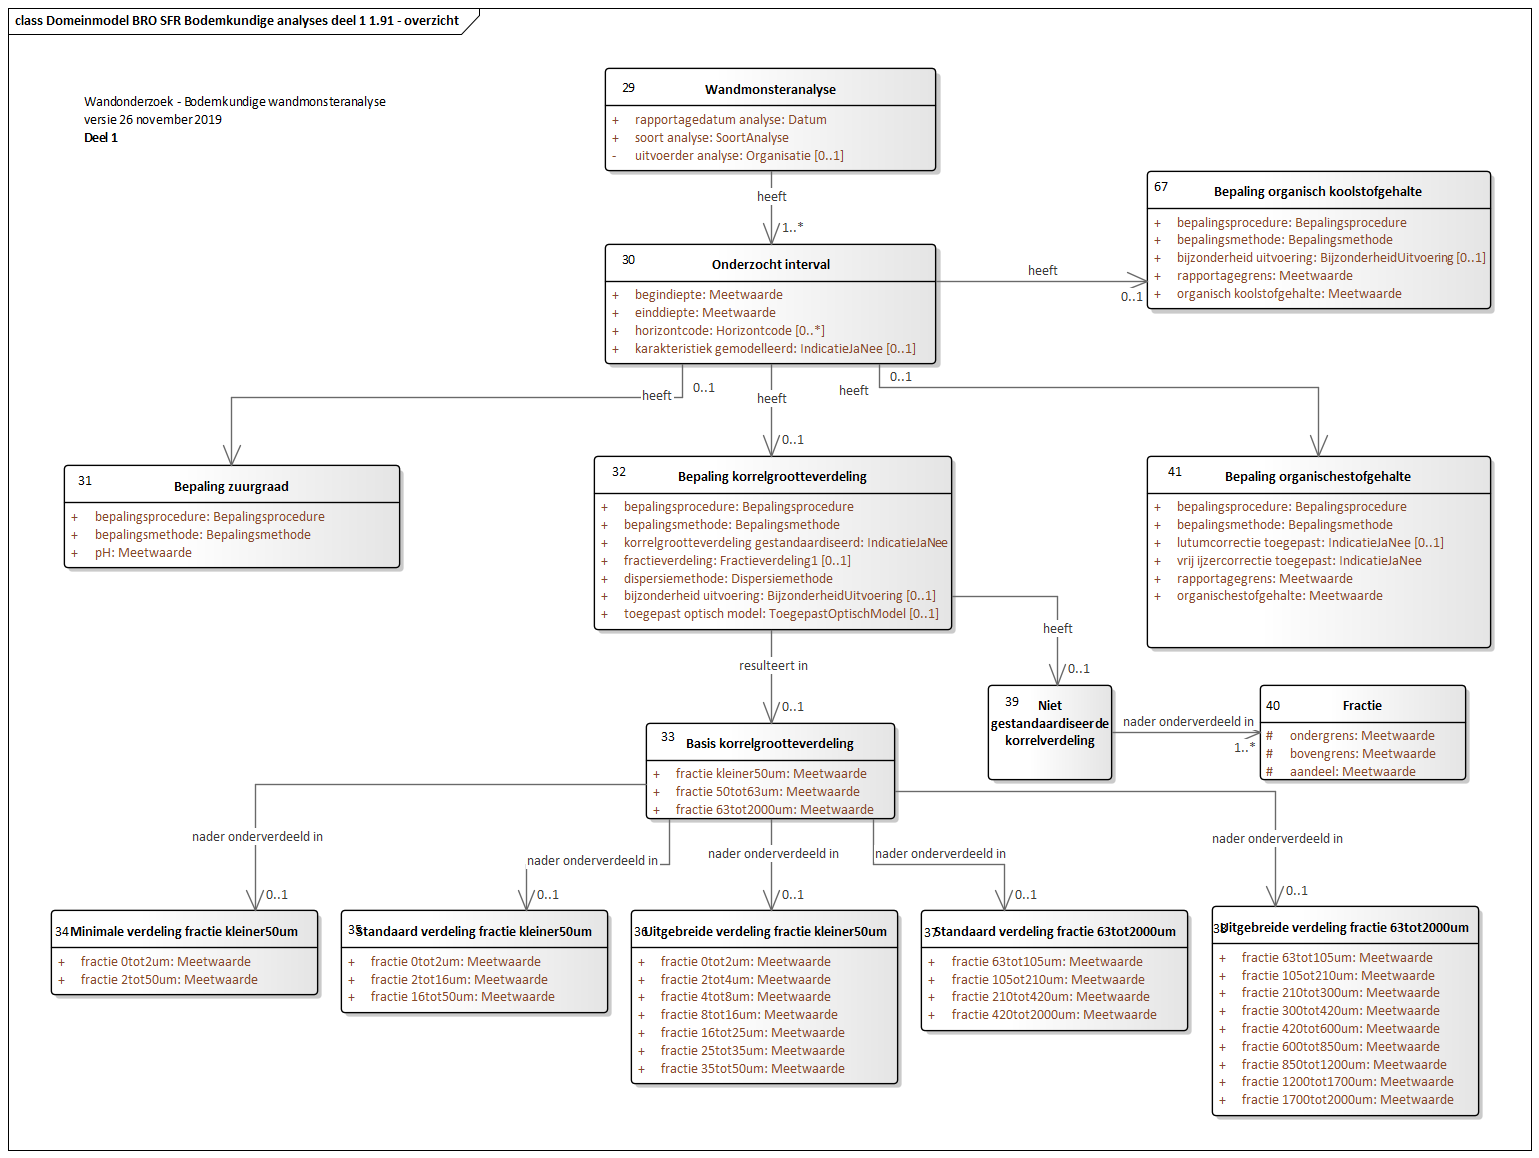 class Domeinmodel BRO SFR Bodemkundige analyses deel 1 1.91 - overzicht
Wandonderzoek - Bodemkundige wandmonsteranalyse
versie 26 november 2019
Deel 1
29
Wandmonsteranalyse
+ rapportagedatum analyse: Datum
+ soort analyse: SoortAnalyse
- uitvoerder analyse: Organisatie [0..1]
heeft
1..*
30
Onderzocht interval
+ begindiepte: Meetwaarde
+ einddiepte: Meetwaarde
+ horizontcode: Horizontcode [0..*]
+ karakteristiek gemodelleerd: IndicatieJaNee [0..1]
heeft
0..1
67
Bepaling organisch koolstofgehalte
+ bepalingsprocedure: Bepalingsprocedure
+ bepalingsmethode: Bepalingsmethode
+ bijzonderheid uitvoering: BijzonderheidUitvoering [0..1]
+ rapportagegrens: Meetwaarde
+ organisch koolstofgehalte: Meetwaarde
heeft
0..1
heeft
0..1
heeft
0..1
31
Bepaling zuurgraad
+ bepalingsprocedure: Bepalingsprocedure
+ bepalingsmethode: Bepalingsmethode
+ pH: Meetwaarde
32
Bepaling korrelgrootteverdeling
+ bepalingsprocedure: Bepalingsprocedure
+ bepalingsmethode: Bepalingsmethode
+ korrelgrootteverdeling gestandaardiseerd: IndicatieJaNee
+ fractieverdeling: Fractieverdeling1 [0..1]
+ dispersiemethode: Dispersiemethode
+ bijzonderheid uitvoering: BijzonderheidUitvoering [0..1]
+ toegepast optisch model: ToegepastOptischModel [0..1]
41
Bepaling organischestofgehalte
+ bepalingsprocedure: Bepalingsprocedure
+ bepalingsmethode: Bepalingsmethode
+ lutumcorrectie toegepast: IndicatieJaNee [0..1]
+ vrij ijzercorrectie toegepast: IndicatieJaNee
+ rapportagegrens: Meetwaarde
+ organischestofgehalte: Meetwaarde
resulteert in
0..1
heeft
0..1
39
Niet
gestandaardiseerde
korrelverdeling
nader onderverdeeld in
1..*
40
Fractie
# ondergrens: Meetwaarde
# bovengrens: Meetwaarde
# aandeel: Meetwaarde
33
Basis korrelgrootteverdeling
+ fractie kleiner50um: Meetwaarde
+ fractie 50tot63um: Meetwaarde
+ fractie 63tot2000um: Meetwaarde
nader onderverdeeld in
0..1
nader onderverdeeld in
0..1
nader onderverdeeld in
0..1
nader onderverdeeld in
0..1
nader onderverdeeld in
0..1
34
Minimale verdeling fractie kleiner50um
+ fractie 0tot2um: Meetwaarde
+ fractie 2tot50um: Meetwaarde
35
Standaard verdeling fractie kleiner50um
+ fractie 0tot2um: Meetwaarde
+ fractie 2tot16um: Meetwaarde
+ fractie 16tot50um: Meetwaarde
36
Uitgebreide verdeling fractie kleiner50um
+ fractie 0tot2um: Meetwaarde
+ fractie 2tot4um: Meetwaarde
+ fractie 4tot8um: Meetwaarde
+ fractie 8tot16um: Meetwaarde
+ fractie 16tot25um: Meetwaarde
+ fractie 25tot35um: Meetwaarde
+ fractie 35tot50um: Meetwaarde
37
Standaard verdeling fractie 63tot2000um
+ fractie 63tot105um: Meetwaarde
+ fractie 105tot210um: Meetwaarde
+ fractie 210tot420um: Meetwaarde
+ fractie 420tot2000um: Meetwaarde
38
Uitgebreide verdeling fractie 63tot2000um
+ fractie 63tot105um: Meetwaarde
+ fractie 105tot210um: Meetwaarde
+ fractie 210tot300um: Meetwaarde
+ fractie 300tot420um: Meetwaarde
+ fractie 420tot600um: Meetwaarde
+ fractie 600tot850um: Meetwaarde
+ fractie 850tot1200um: Meetwaarde
+ fractie 1200tot1700um: Meetwaarde
+ fractie 1700tot2000um: Meetwaarde